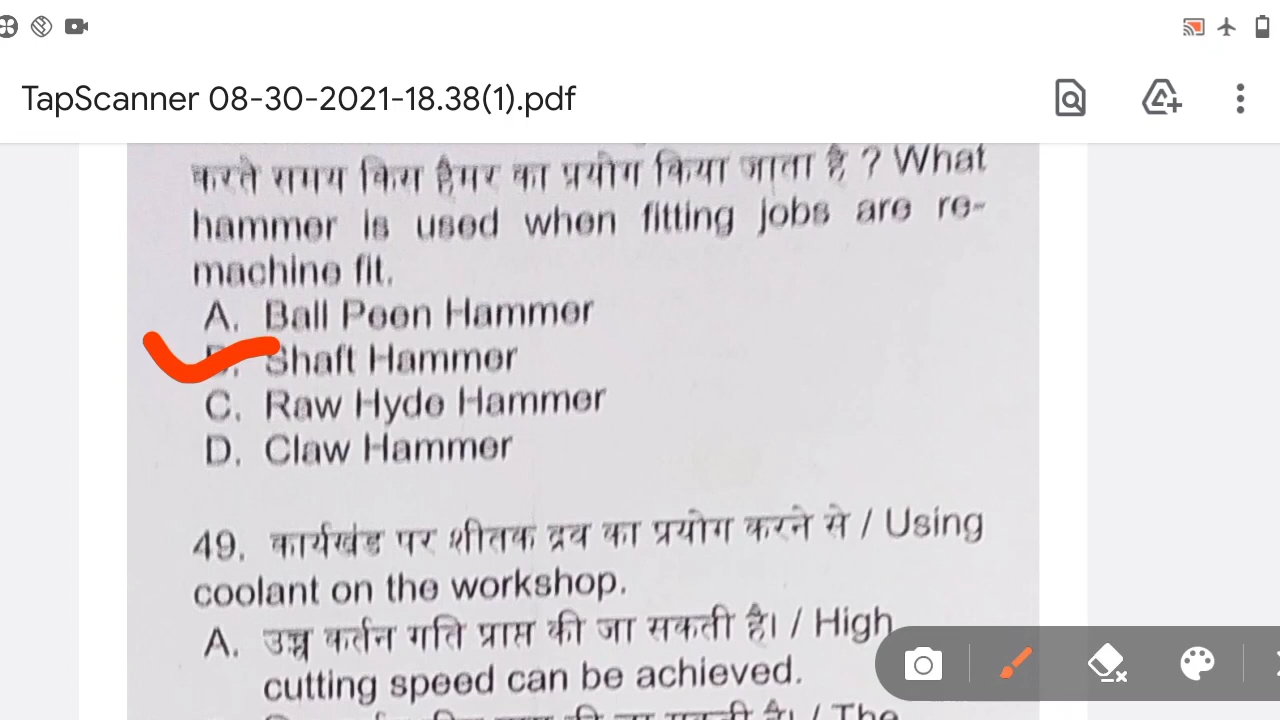 TapScanner 08-30-2021-18.38(1).pdf
करते समय किस हैमर का प्रयोग किया जाता है ? What
hammer is used when fitting jobs are re-
machine fit.
A. Ball Peen Hammer
Shaft Hammer
C. Raw Hyde Hammer
D. Claw Hammer
49. कार्यखंड पर शीतक द्रव का प्रयोग करने से / Using
coolant on the workshop.
A. उच्च कर्तन गति प्राप्त की जा सकती है। / High
cutting speed can be achieved.
की जा सकती है। / The